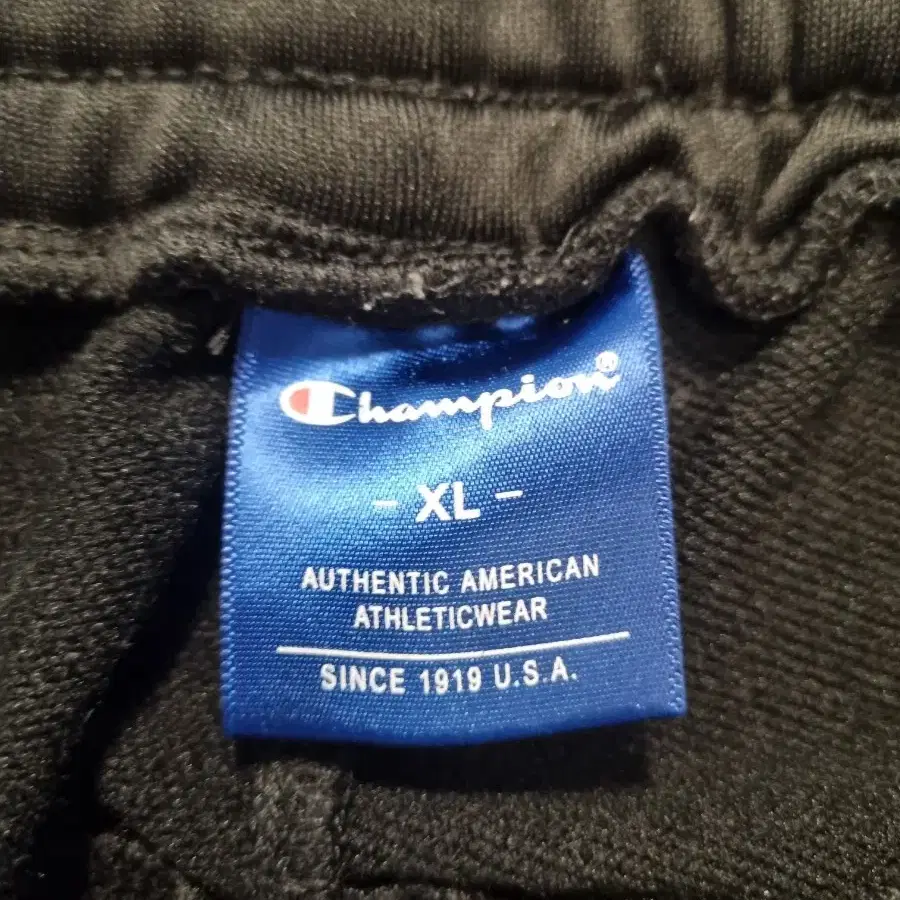 Champion®
- XL -
AUTHENTIC AMERICAN
ATHLETICWEAR
SINCE 1919 U.S.A.